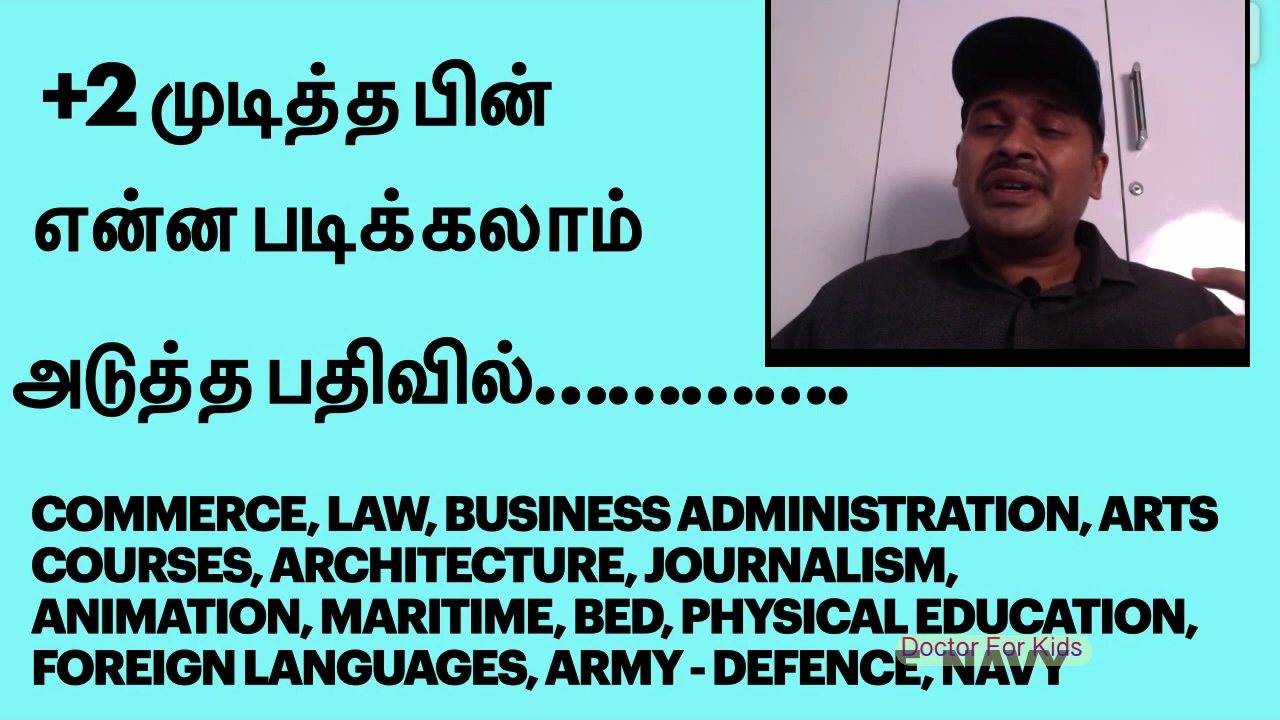 +2 முடித்த பின்
என்ன படிக்கலாம்
அடுத்த பதிவில்.............
COMMERCE, LAW, BUSINESS ADMINISTRATION, ARTS
COURSES, ARCHITECTURE, JOURNALISM,
ANIMATION, MARITIME, BED, PHYSICAL EDUCATION,
FOREIGN LANGUAGES, ARMY - DEFENCE, NAVY
Doctor For Kids